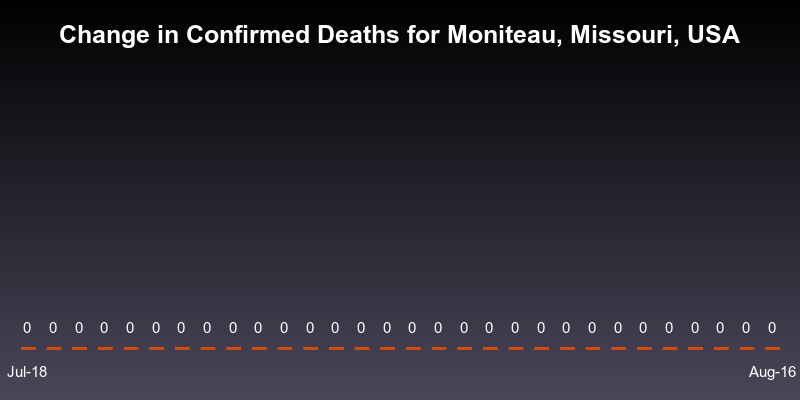 Change in Confirmed Deaths for Moniteau, Missouri, USA
0 0 0 0 0 0 0 0 0 0 0 0 0 0 0 0 0 0 0 0 0 0 0 0 0 0 0 0 0 0
Jul-18 Aug-16